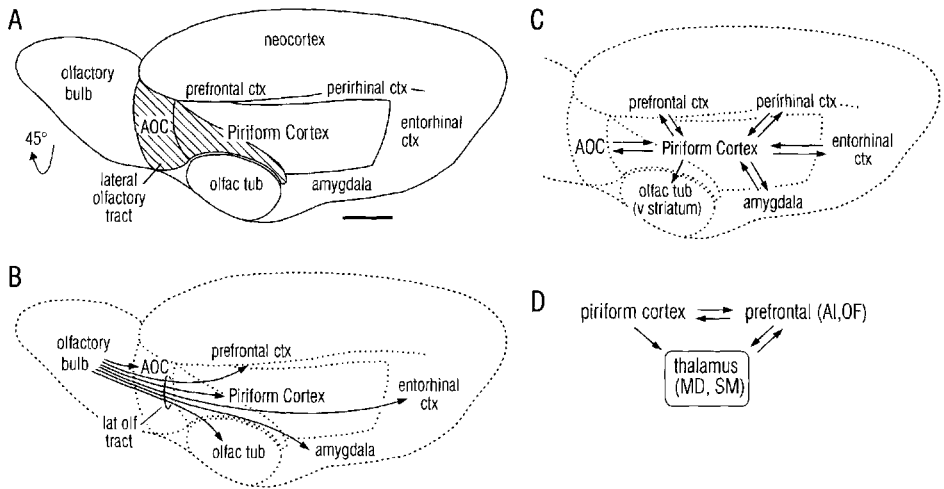 A
neocortex
olfactory
bulb
prefrontal ctx
perirhinal ctx
AOC
Piriform Cortex
entorhinal
ctx
45°
lateral
olfactory
tract
olfac tub
amygdala
B
olfactory
bulb
AOC
prefrontal ctx
Piriform Cortex
entorhinal
ctx
lat olf
tract
olfac tub
amygdala
C
prefrontal ctx
perirhinal ctx
AOC
Piriform Cortex
entorhinal
ctx
olfac tub
(v striatum)
amygdala
D
piriform cortex
prefrontal (AI,OF)
thalamus
(MD, SM)